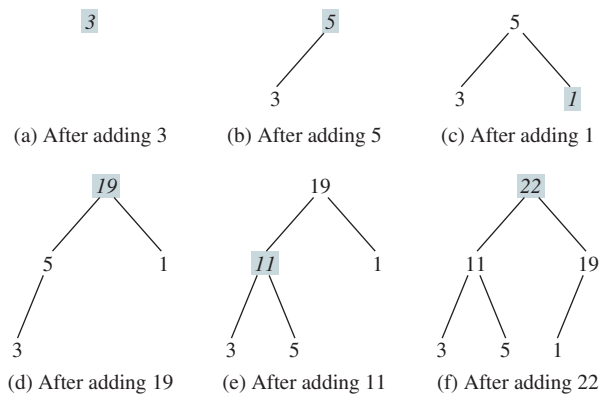 3 5 5
3 3 1
(a) After adding 3 (b) After adding 5 (c) After adding 1
19 19 22
5 1 11 1 11 19
3 3 5 3 5 1
(d) After adding 19 (e) After adding 11 (f) After adding 22